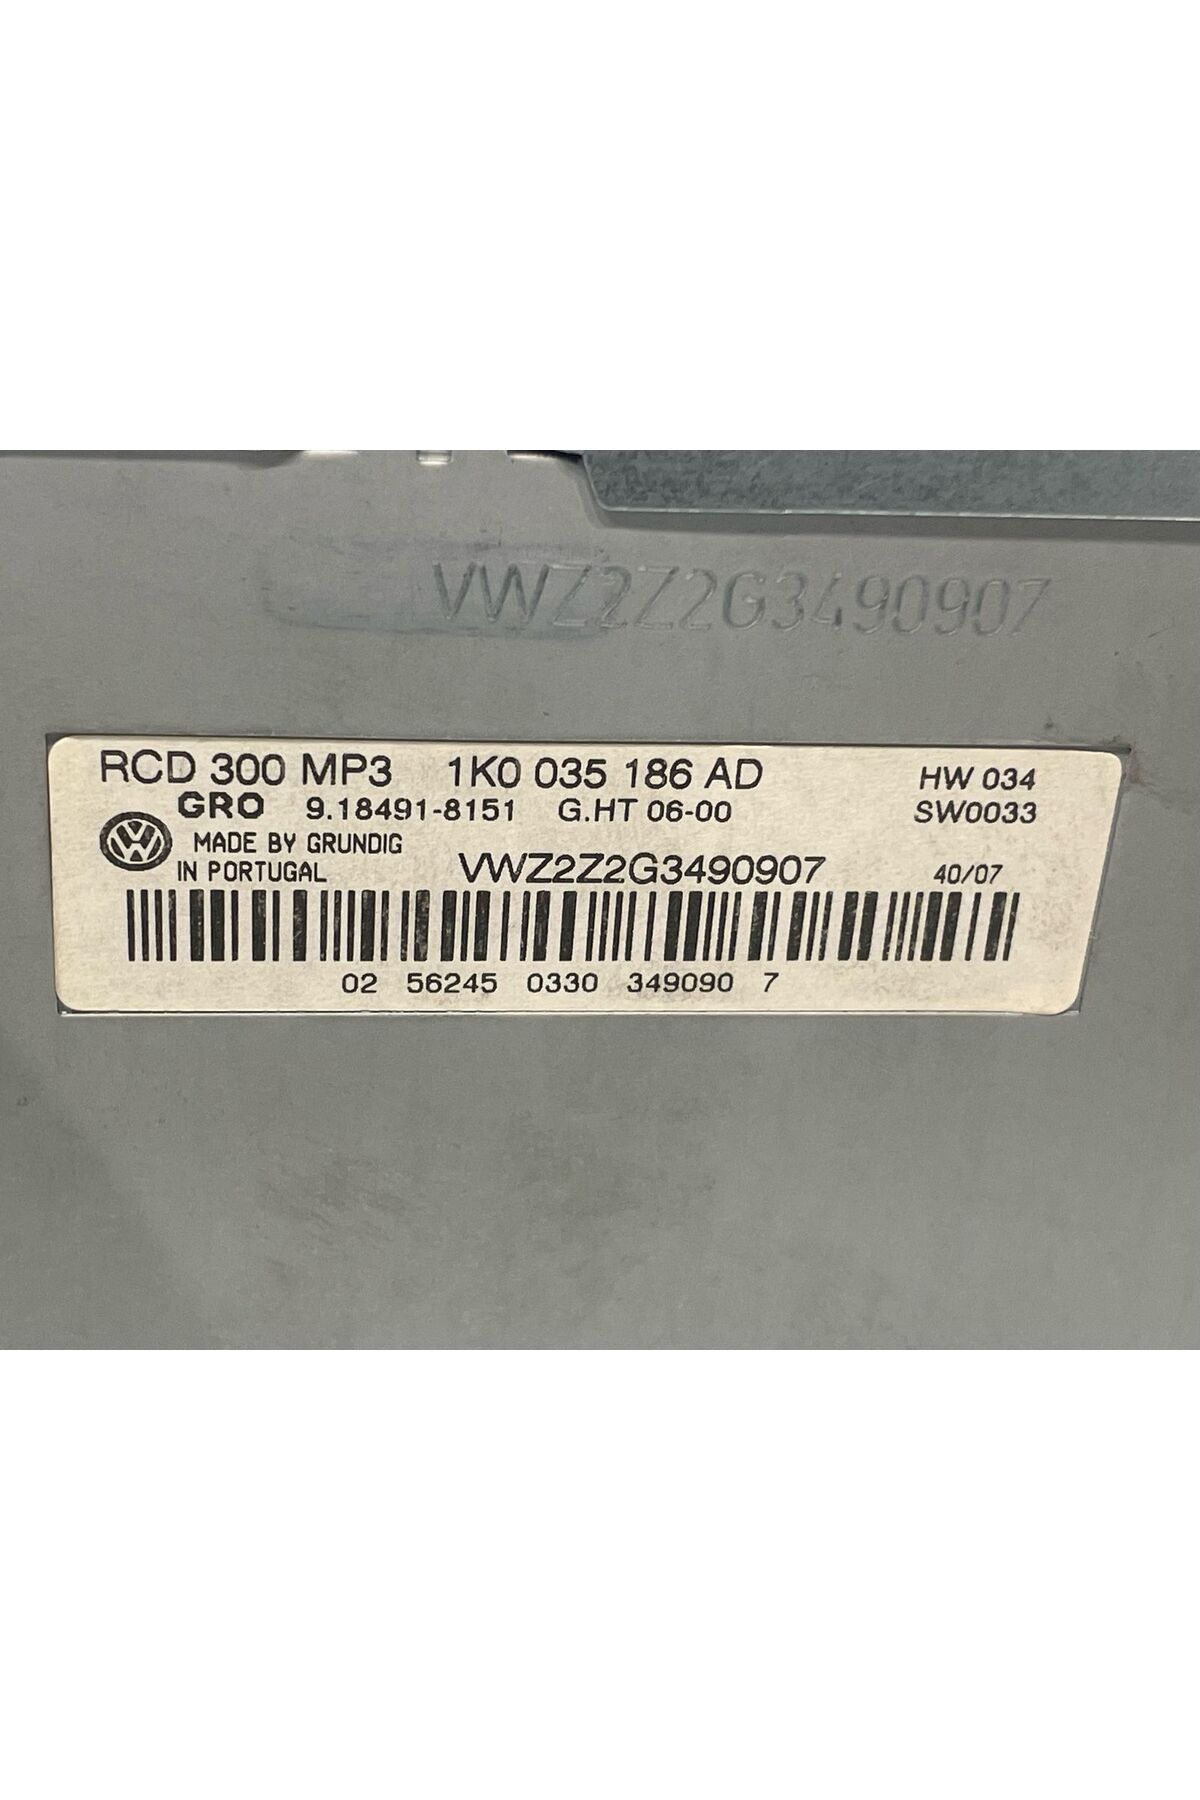 VWZ2Z2G3490907
RCD 300 MP3 1K0 035 186 AD HW 034
GRO 9.18491-8151 G.HT 06-00 SW0033
MADE BY GRUNDIG
IN PORTUGAL VWZ2Z2G3490907 40/07
02 56245 0330 349090 7